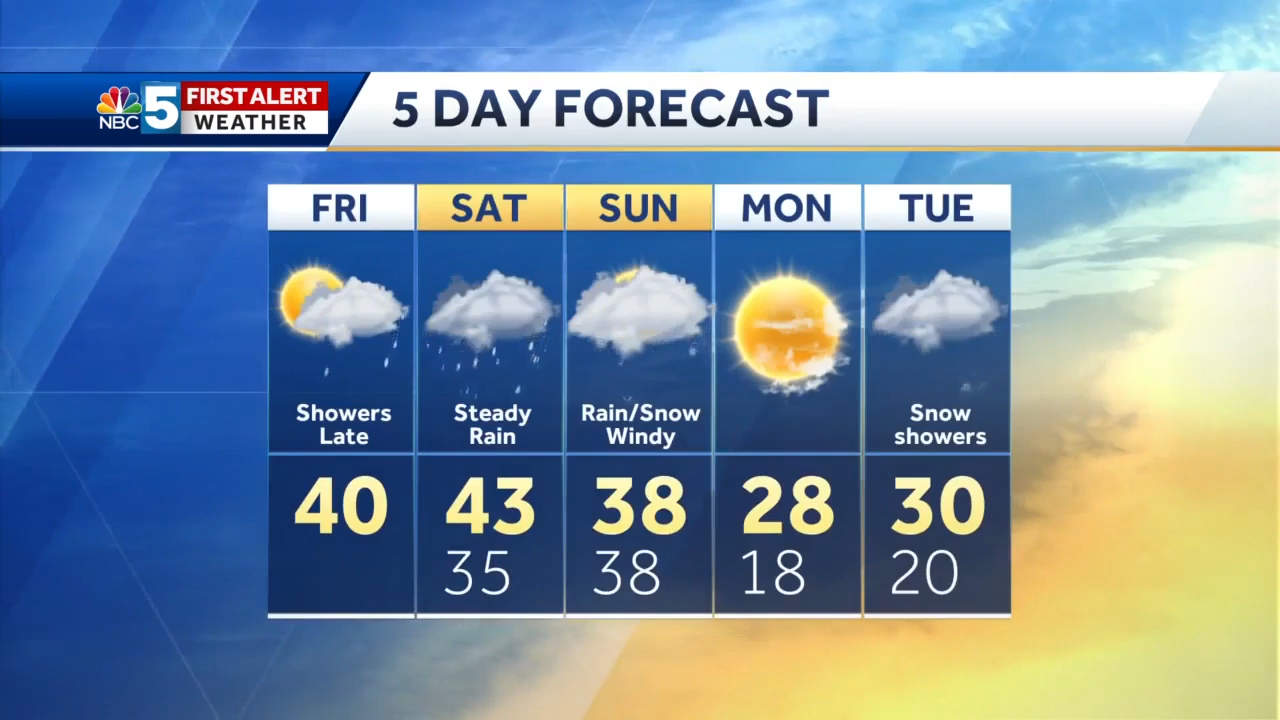 NBC 5 FIRST ALERT
WEATHER
5 DAY FORECAST
FRI SAT SUN MON TUE
Showers Late
Steady Rain
Rain/Snow Windy
Snow showers
40 43 38 28 30
35 38 18 20